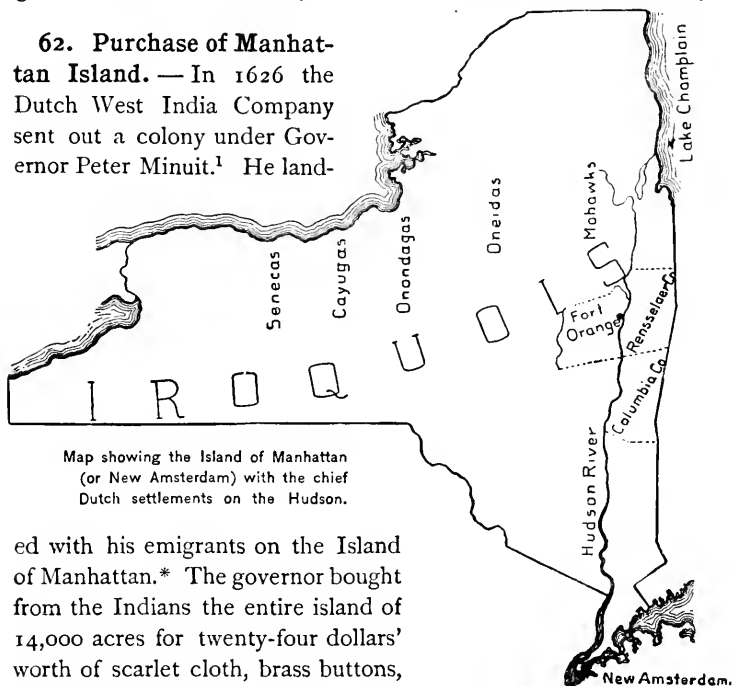 62. Purchase of Manhat-
tan Island. — In 1626 the
Dutch West India Company
sent out a colony under Gov-
ernor Peter Minuit.¹ He land-
Lake Champlain
Mahawks
Oneidas
Onondagas
Cayugas
Senecas
IROQUOIS
Fort
Orange
Rensselaer Co
Columbia Co
Hudson River
Map showing the Island of Manhattan
(or New Amsterdam) with the chief
Dutch settlements on the Hudson.
ed with his emigrants on the Island
of Manhattan.* The governor bought
from the Indians the entire island of
14,000 acres for twenty-four dollars'
worth of scarlet cloth, brass buttons,
New Amsterdam.